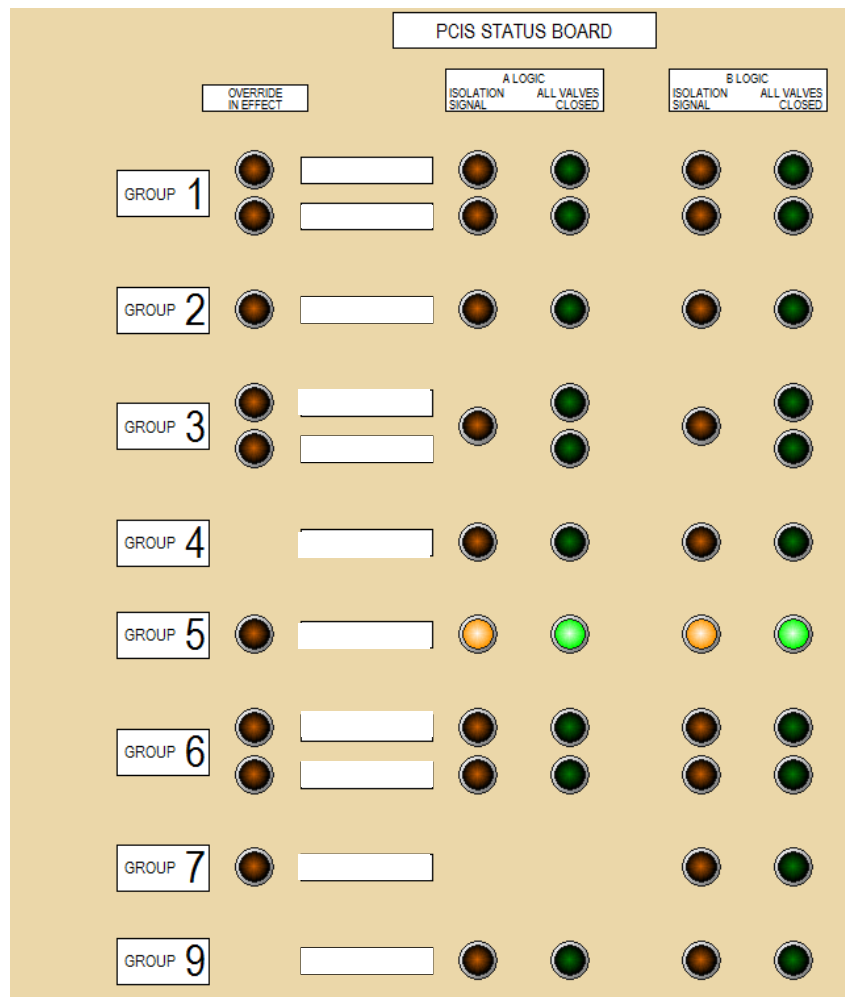 PCIS STATUS BOARD
OVERRIDE
IN EFFECT
A LOGIC
ISOLATION
SIGNAL
ALL VALVES
CLOSED
B LOGIC
ISOLATION
SIGNAL
ALL VALVES
CLOSED
GROUP 1
GROUP 2
GROUP 3
GROUP 4
GROUP 5
GROUP 6
GROUP 7
GROUP 9